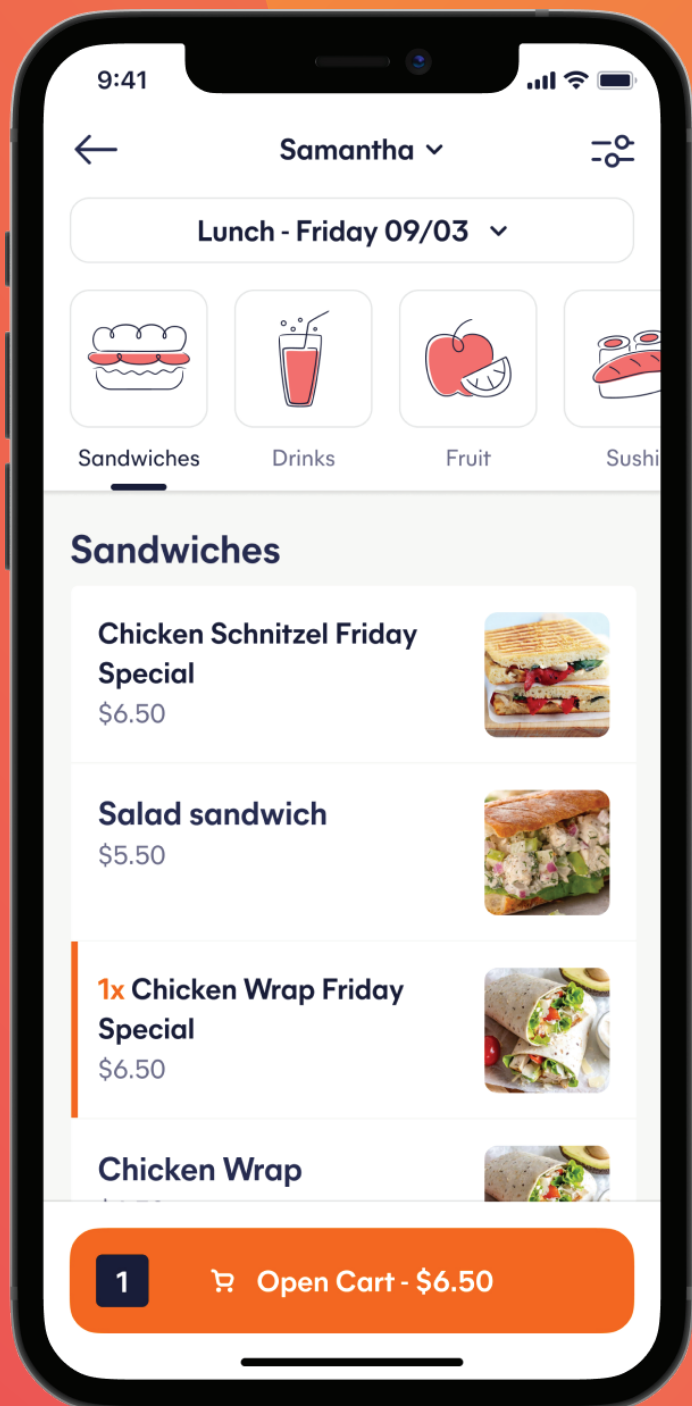 9:41
Samantha
Lunch - Friday 09/03
Sandwiches
Drinks
Fruit
Sushi
Sandwiches
Chicken Schnitzel Friday
Special
$6.50
Salad sandwich
$5.50
1x Chicken Wrap Friday
Special
$6.50
Chicken Wrap
1
Open Cart - $6.50